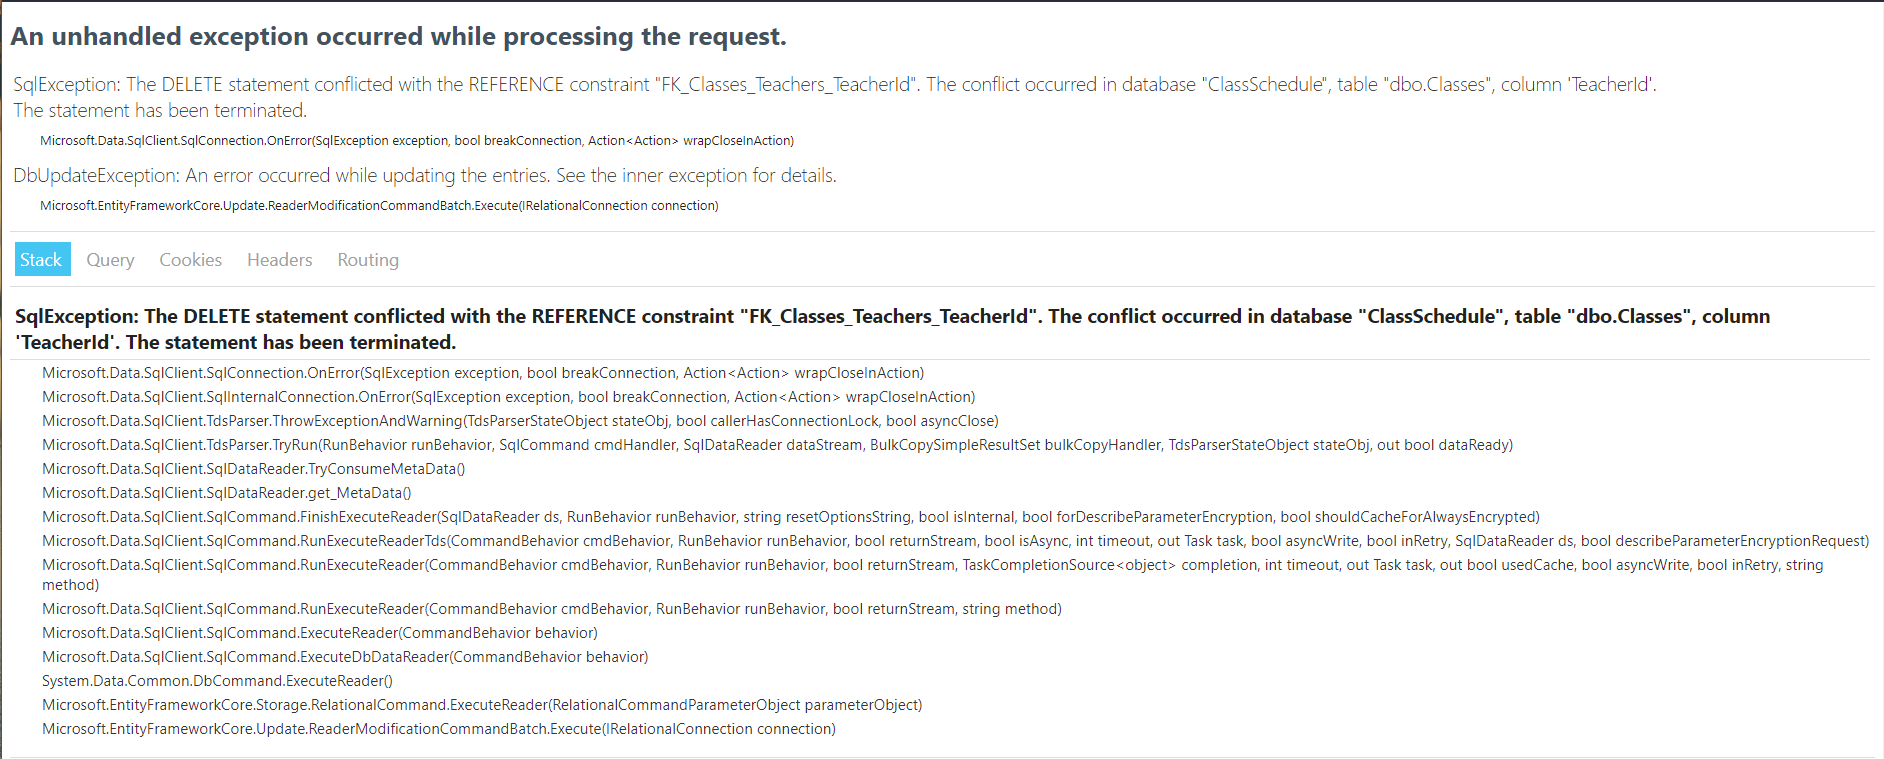 An unhandled exception occurred while processing the request.
SqlException: The DELETE statement conflicted with the REFERENCE constraint "FK_Classes_Teachers_TeacherId". The conflict occurred in database "ClassSchedule", table "dbo.Classes", column 'TeacherId'.
The statement has been terminated.
Microsoft.Data.SqlClient.SqlConnection.OnError(SqlException exception, bool breakConnection, Action<Action> wrapCloseInAction)
DbUpdateException: An error occurred while updating the entries. See the inner exception for details.
Microsoft.EntityFrameworkCore.Update.ReaderModificationCommandBatch.Execute(IRelationalConnection connection)
Stack Query Cookies Headers Routing
SqlException: The DELETE statement conflicted with the REFERENCE constraint "FK_Classes_Teachers_TeacherId". The conflict occurred in database "ClassSchedule", table "dbo.Classes", column
'TeacherId'. The statement has been terminated.
Microsoft.Data.SqlClient.SqlConnection.OnError(SqlException exception, bool breakConnection, Action<Action> wrapCloseInAction)
Microsoft.Data.SqlClient.SqlInternalConnection.OnError(SqlException exception, bool breakConnection, Action<Action> wrapCloseInAction)
Microsoft.Data.SqlClient.TdsParser.ThrowExceptionAndWarning(TdsParserStateObject stateObj, bool callerHasConnectionLock, bool asyncClose)
Microsoft.Data.SqlClient.TdsParser.TryRun(RunBehavior runBehavior, SqlCommand cmdHandler, SqlDataReader dataStream, BulkCopySimpleResultSet bulkCopyHandler, TdsParserStateObject stateObj, out bool dataReady)
Microsoft.Data.SqlClient.SqlDataReader.TryConsumeMetaData()
Microsoft.Data.SqlClient.SqlDataReader.get_MetaData()
Microsoft.Data.SqlClient.SqlCommand.FinishExecuteReader(SqlDataReader ds, RunBehavior runBehavior, string resetOptionsString, bool isInternal, bool forDescribeParameterEncryption, bool shouldCacheForAlwaysEncrypted)
Microsoft.Data.SqlClient.SqlCommand.RunExecuteReaderTds(CommandBehavior cmdBehavior, RunBehavior runBehavior, bool returnStream, bool isAsync, int timeout, out Task task, bool asyncWrite, bool inRetry, SqlDataReader ds, bool describeParameterEncryptionRequest)
Microsoft.Data.SqlClient.SqlCommand.RunExecuteReader(CommandBehavior cmdBehavior, RunBehavior runBehavior, bool returnStream, TaskCompletionSource<object> completion, int timeout, out Task task, out bool usedCache, bool asyncWrite, bool inRetry, string
method)
Microsoft.Data.SqlClient.SqlCommand.RunExecuteReader(CommandBehavior cmdBehavior, RunBehavior runBehavior, bool returnStream, string method)
Microsoft.Data.SqlClient.SqlCommand.ExecuteReader(CommandBehavior behavior)
Microsoft.Data.SqlClient.SqlCommand.ExecuteDbDataReader(CommandBehavior behavior)
System.Data.Common.DbCommand.ExecuteReader()
Microsoft.EntityFrameworkCore.Storage.RelationalCommand.ExecuteReader(RelationalCommandParameterObject parameterObject)
Microsoft.EntityFrameworkCore.Update.ReaderModificationCommandBatch.Execute(IRelationalConnection connection)